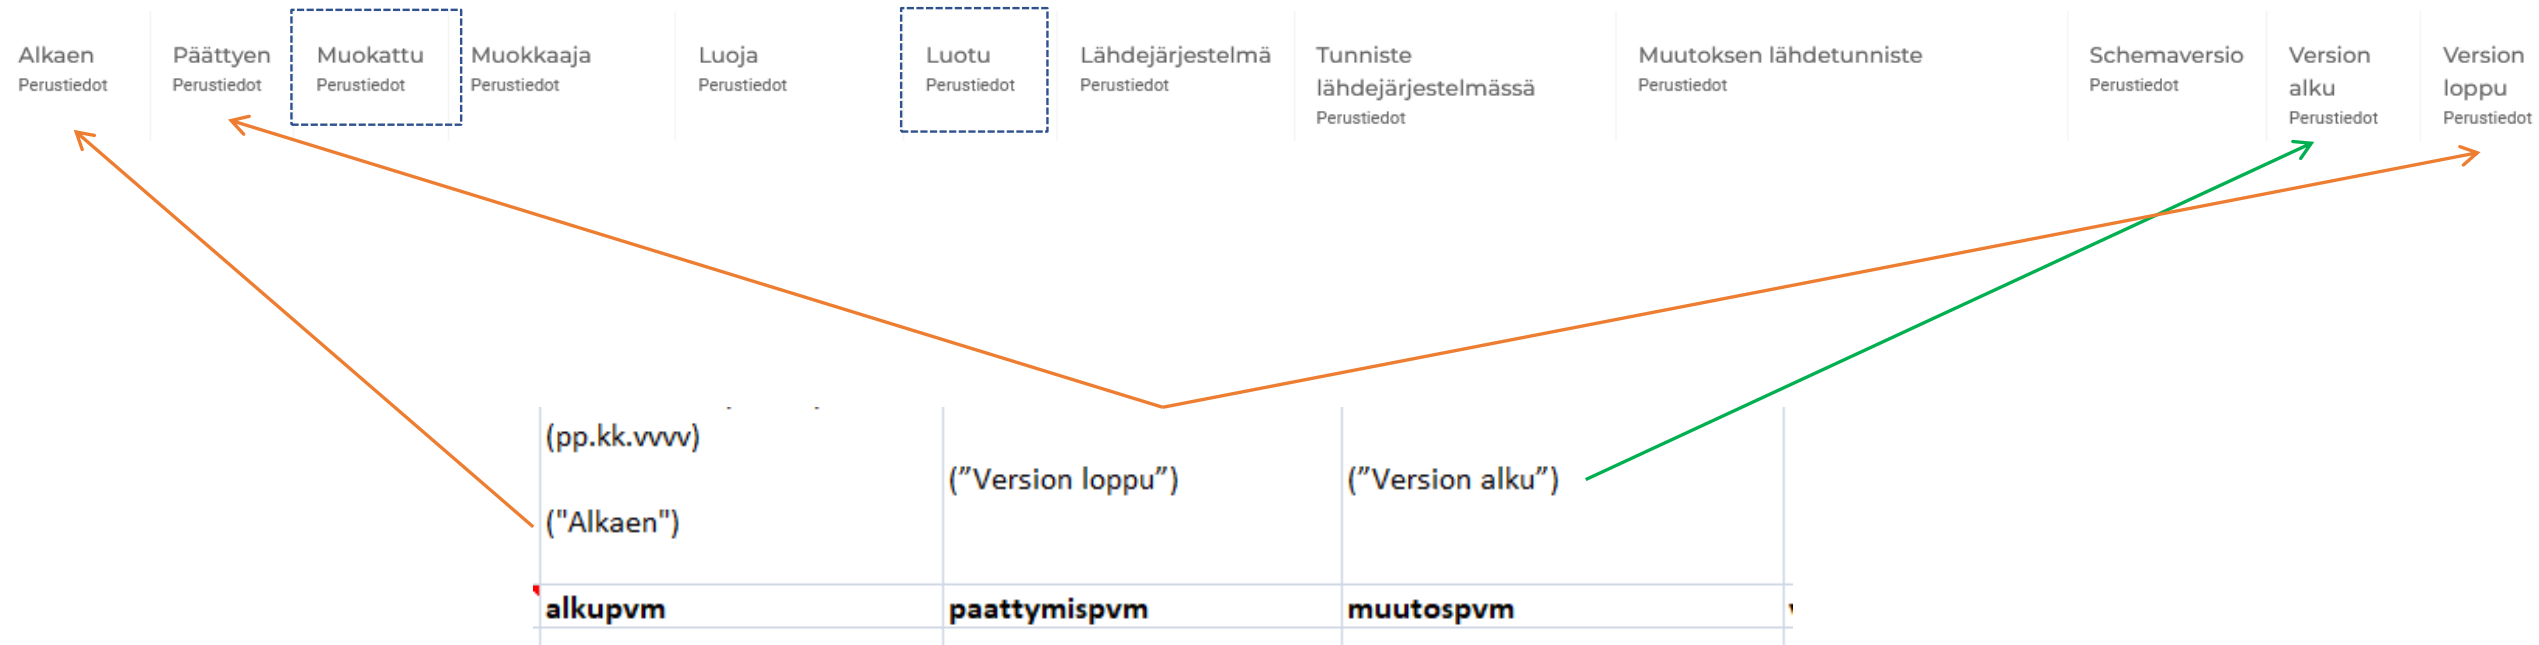 Alkaen
Perustiedot
Päättyen
Perustiedot
Muokattu
Perustiedot
Muokkaaja
Perustiedot
Luoja
Perustiedot
Luotu
Perustiedot
Lähdejärjestelmä
Perustiedot
Tunniste
lähdejärjestelmässä
Perustiedot
Muutoksen lähdetunniste
Perustiedot
Schemaversio
Perustiedot
Version
alku
Perustiedot
Version
loppu
Perustiedot
(pp.kk.vvvv)
("Alkaen")
(”Version loppu”)
(”Version alku”)
alkupvm
paattymispvm
muutospvm